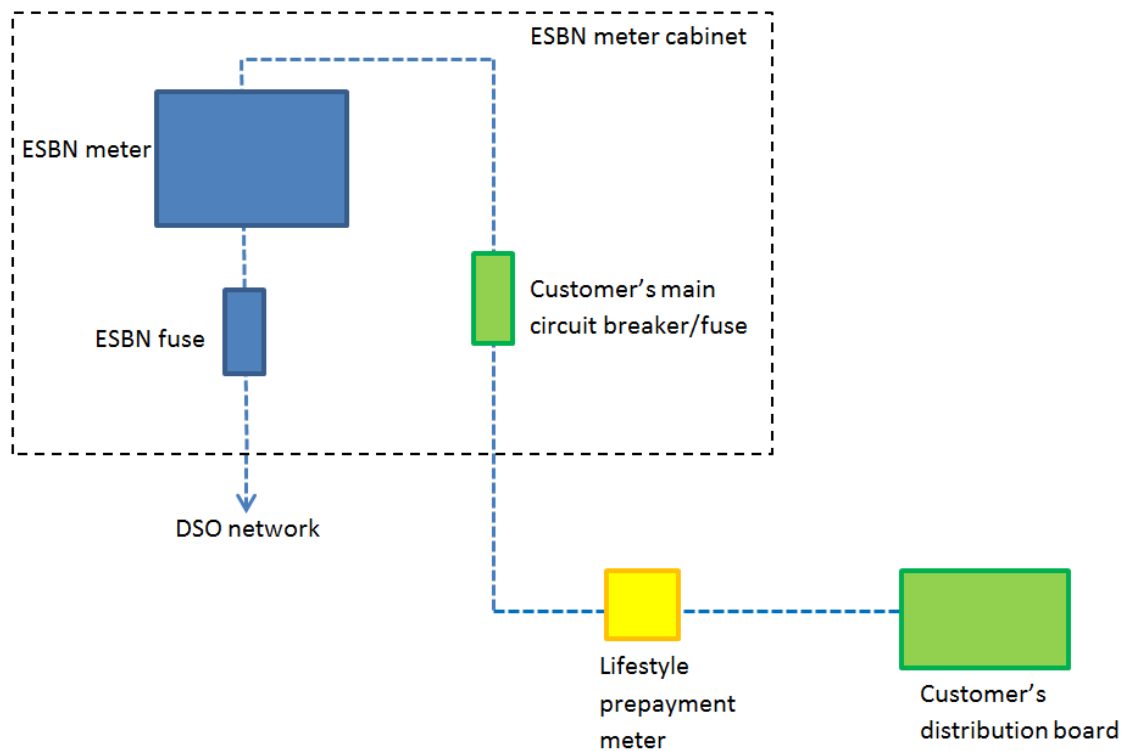 ESBN meter cabinet
ESBN meter
Customer’s main
circuit breaker/fuse
ESBN fuse
DSO network
Lifestyle
prepayment
meter
Customer’s
distribution board